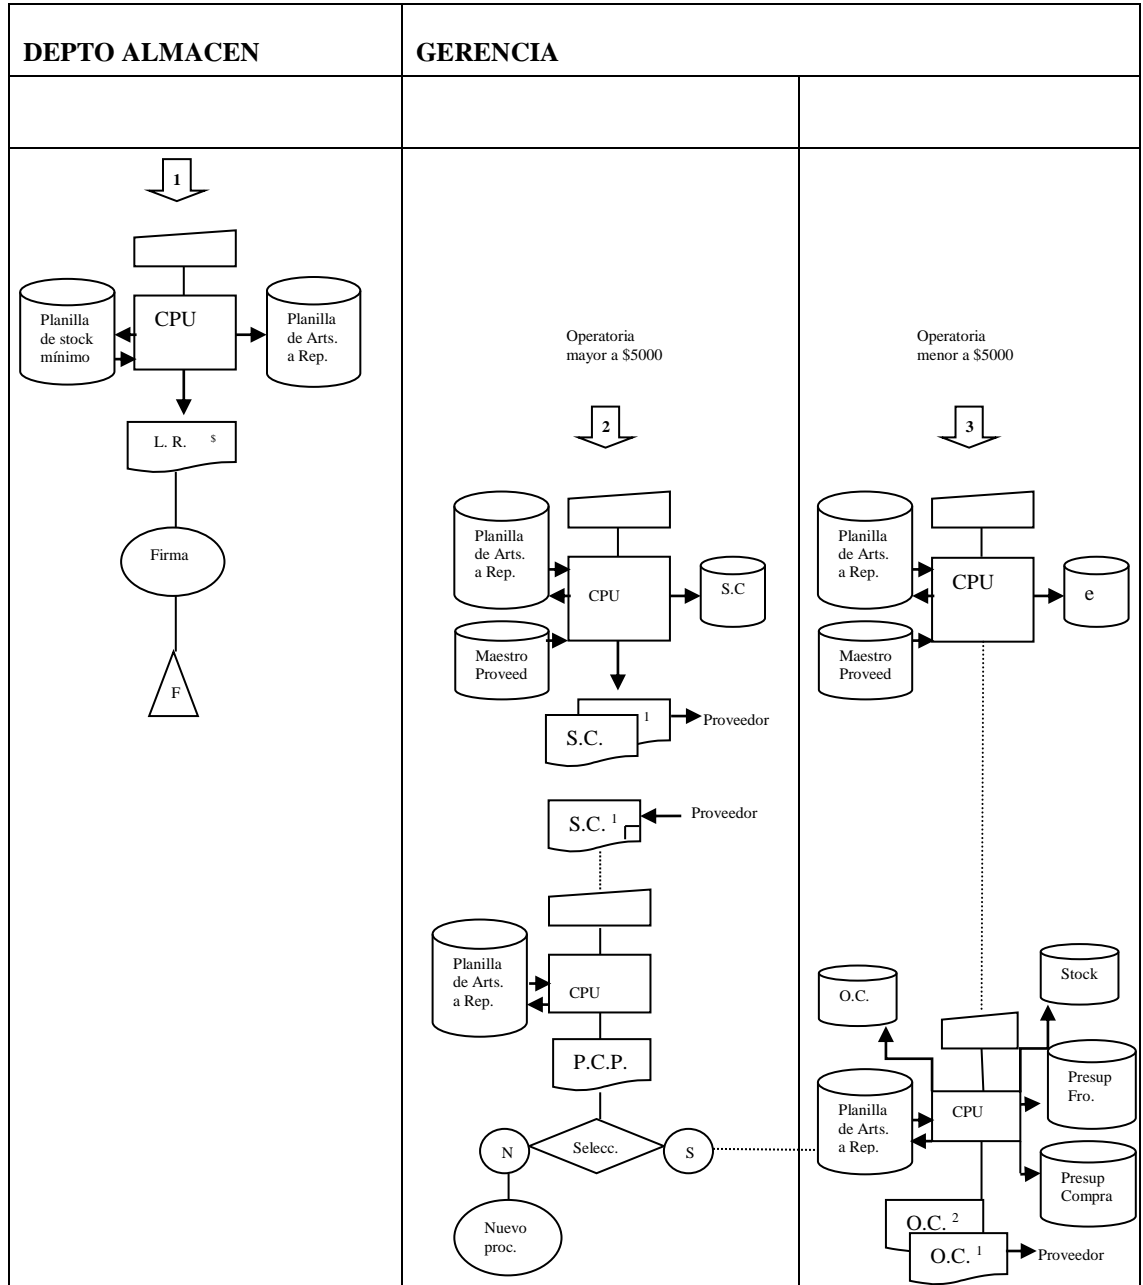 DEPTO ALMACEN
GERENCIA
1
CPU
Planilla
de stock
mínimo
Planilla
de Arts.
a Rep.
L. R. $
Firma
F
Operatoria
mayor a $5000
2
Planilla
de Arts.
a Rep.
CPU
S.C
Maestro
Proveed
1
Proveedor
S.C.
S.C. 1
Proveedor
Planilla
de Arts.
a Rep.
CPU
P.C.P.
N
Selecc.
S
Nuevo
proc.
Operatoria
menor a $5000
3
Planilla
de Arts.
a Rep.
CPU
e
Maestro
Proveed
Stock
O.C.
Presup
Fro.
Planilla
de Arts.
a Rep.
CPU
Presup
Compra
O.C. 2
O.C. 1
Proveedor